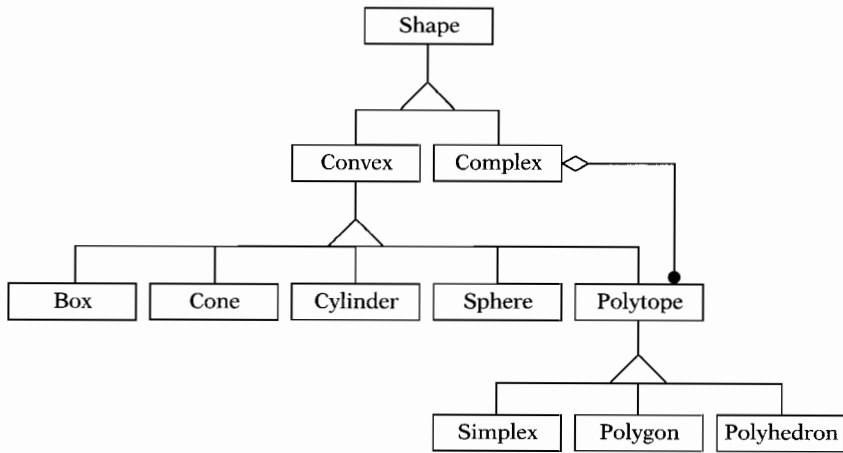 Shape
Convex
Complex
Box
Cone
Cylinder
Sphere
Polytope
Simplex
Polygon
Polyhedron